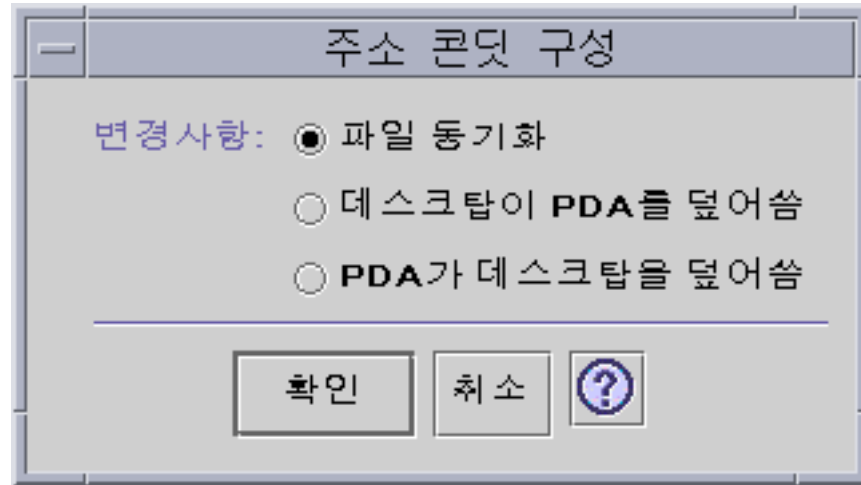 주소 콘딧 구성
변경사항: 파일 동기화
데스크탑이 PDA를 덮어씀
PDA가 데스크탑을 덮어씀
확인 취소 ?